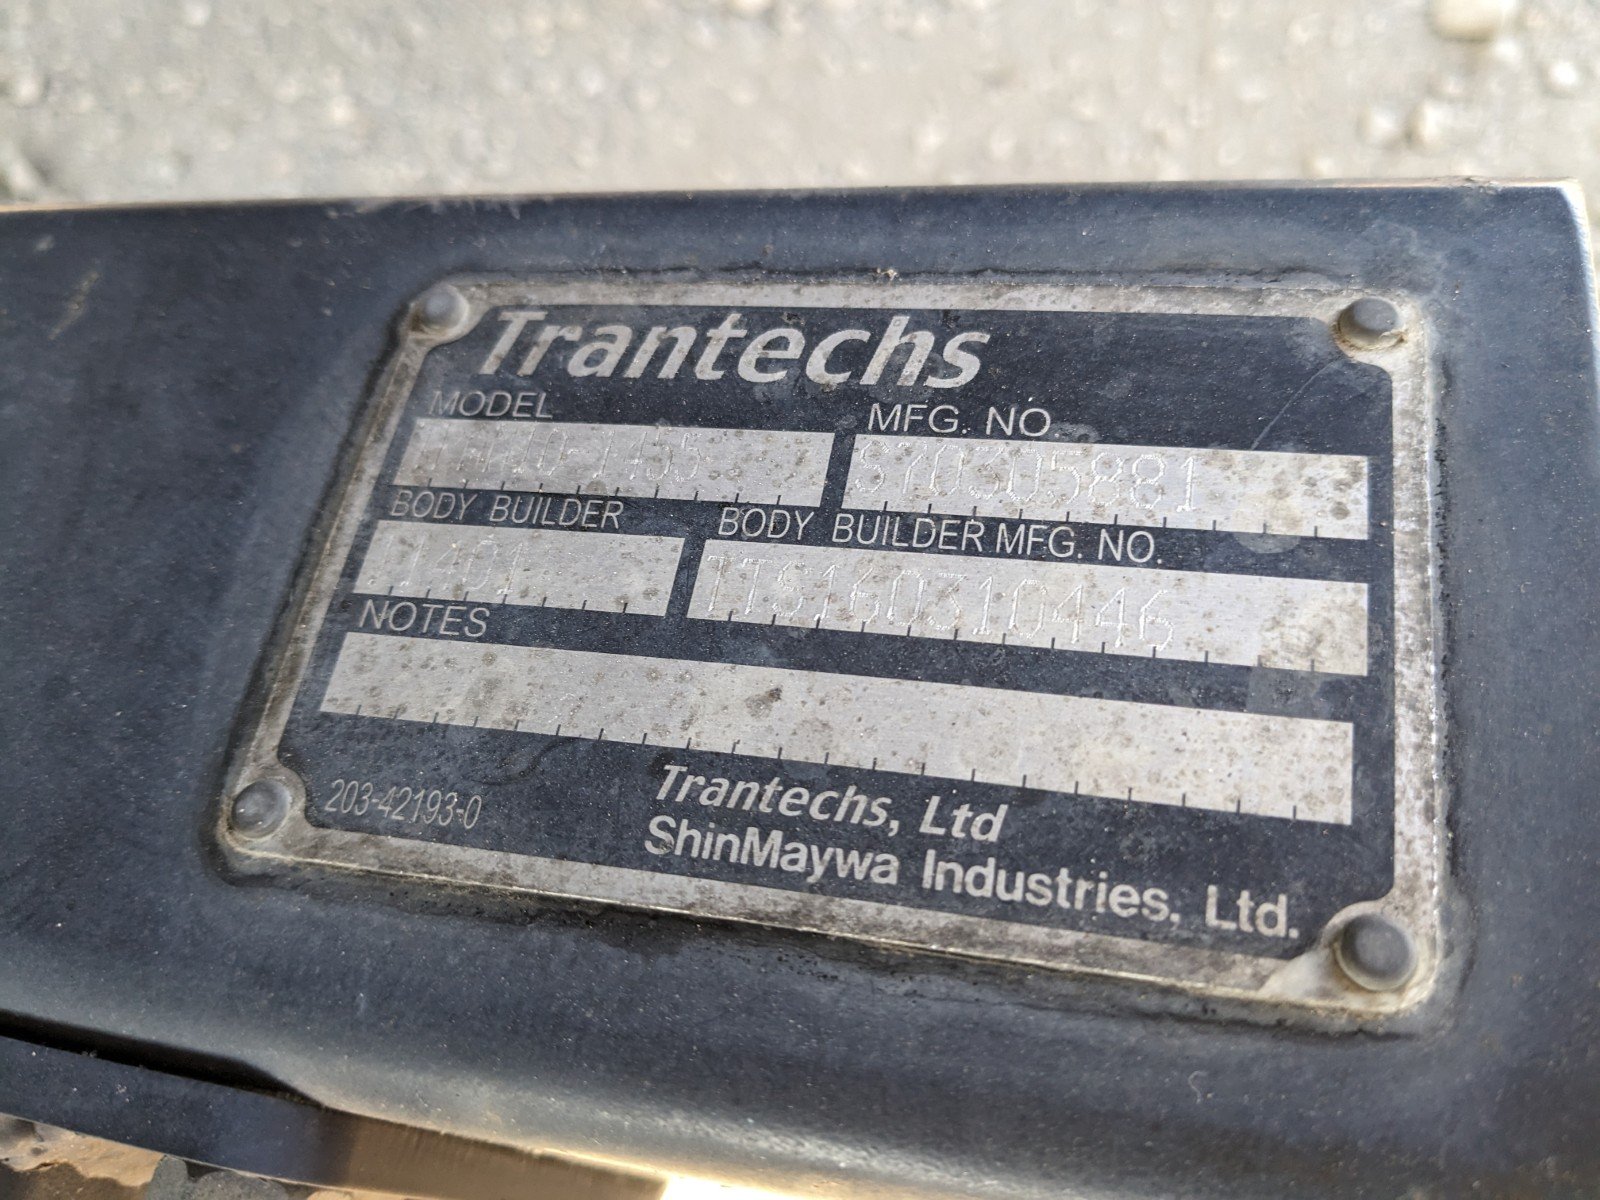 Trantechs
MODEL MFG. NO.
S70305881
BODY BUILDER BODY BUILDER MFG. NO.
1401 TTS160310446
NOTES
203-42193-0
Trantechs, Ltd
ShinMaywa Industries, Ltd.